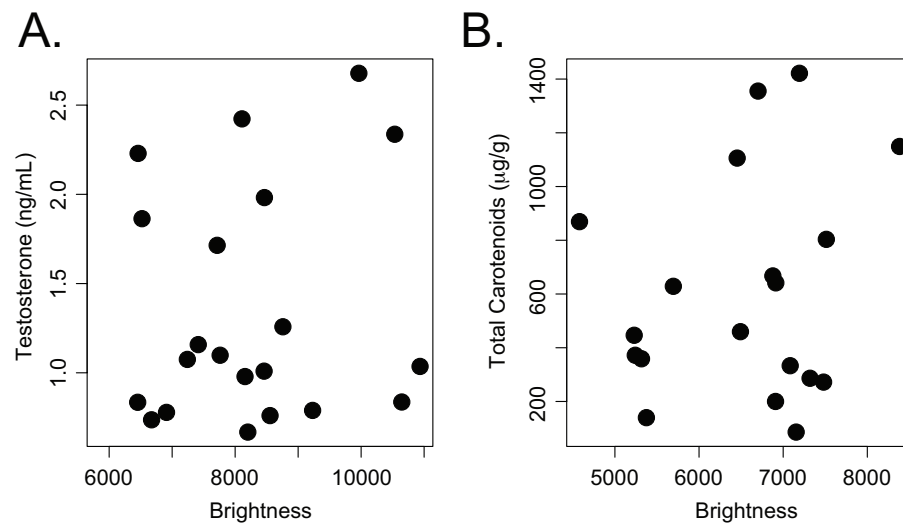 A.
Testosterone (ng/mL)
2.5
2.0
1.5
1.0
6000 8000 10000
Brightness
B.
Total Carotenoids (μg/g)
1400
1000
600
200
5000 6000 7000 8000
Brightness